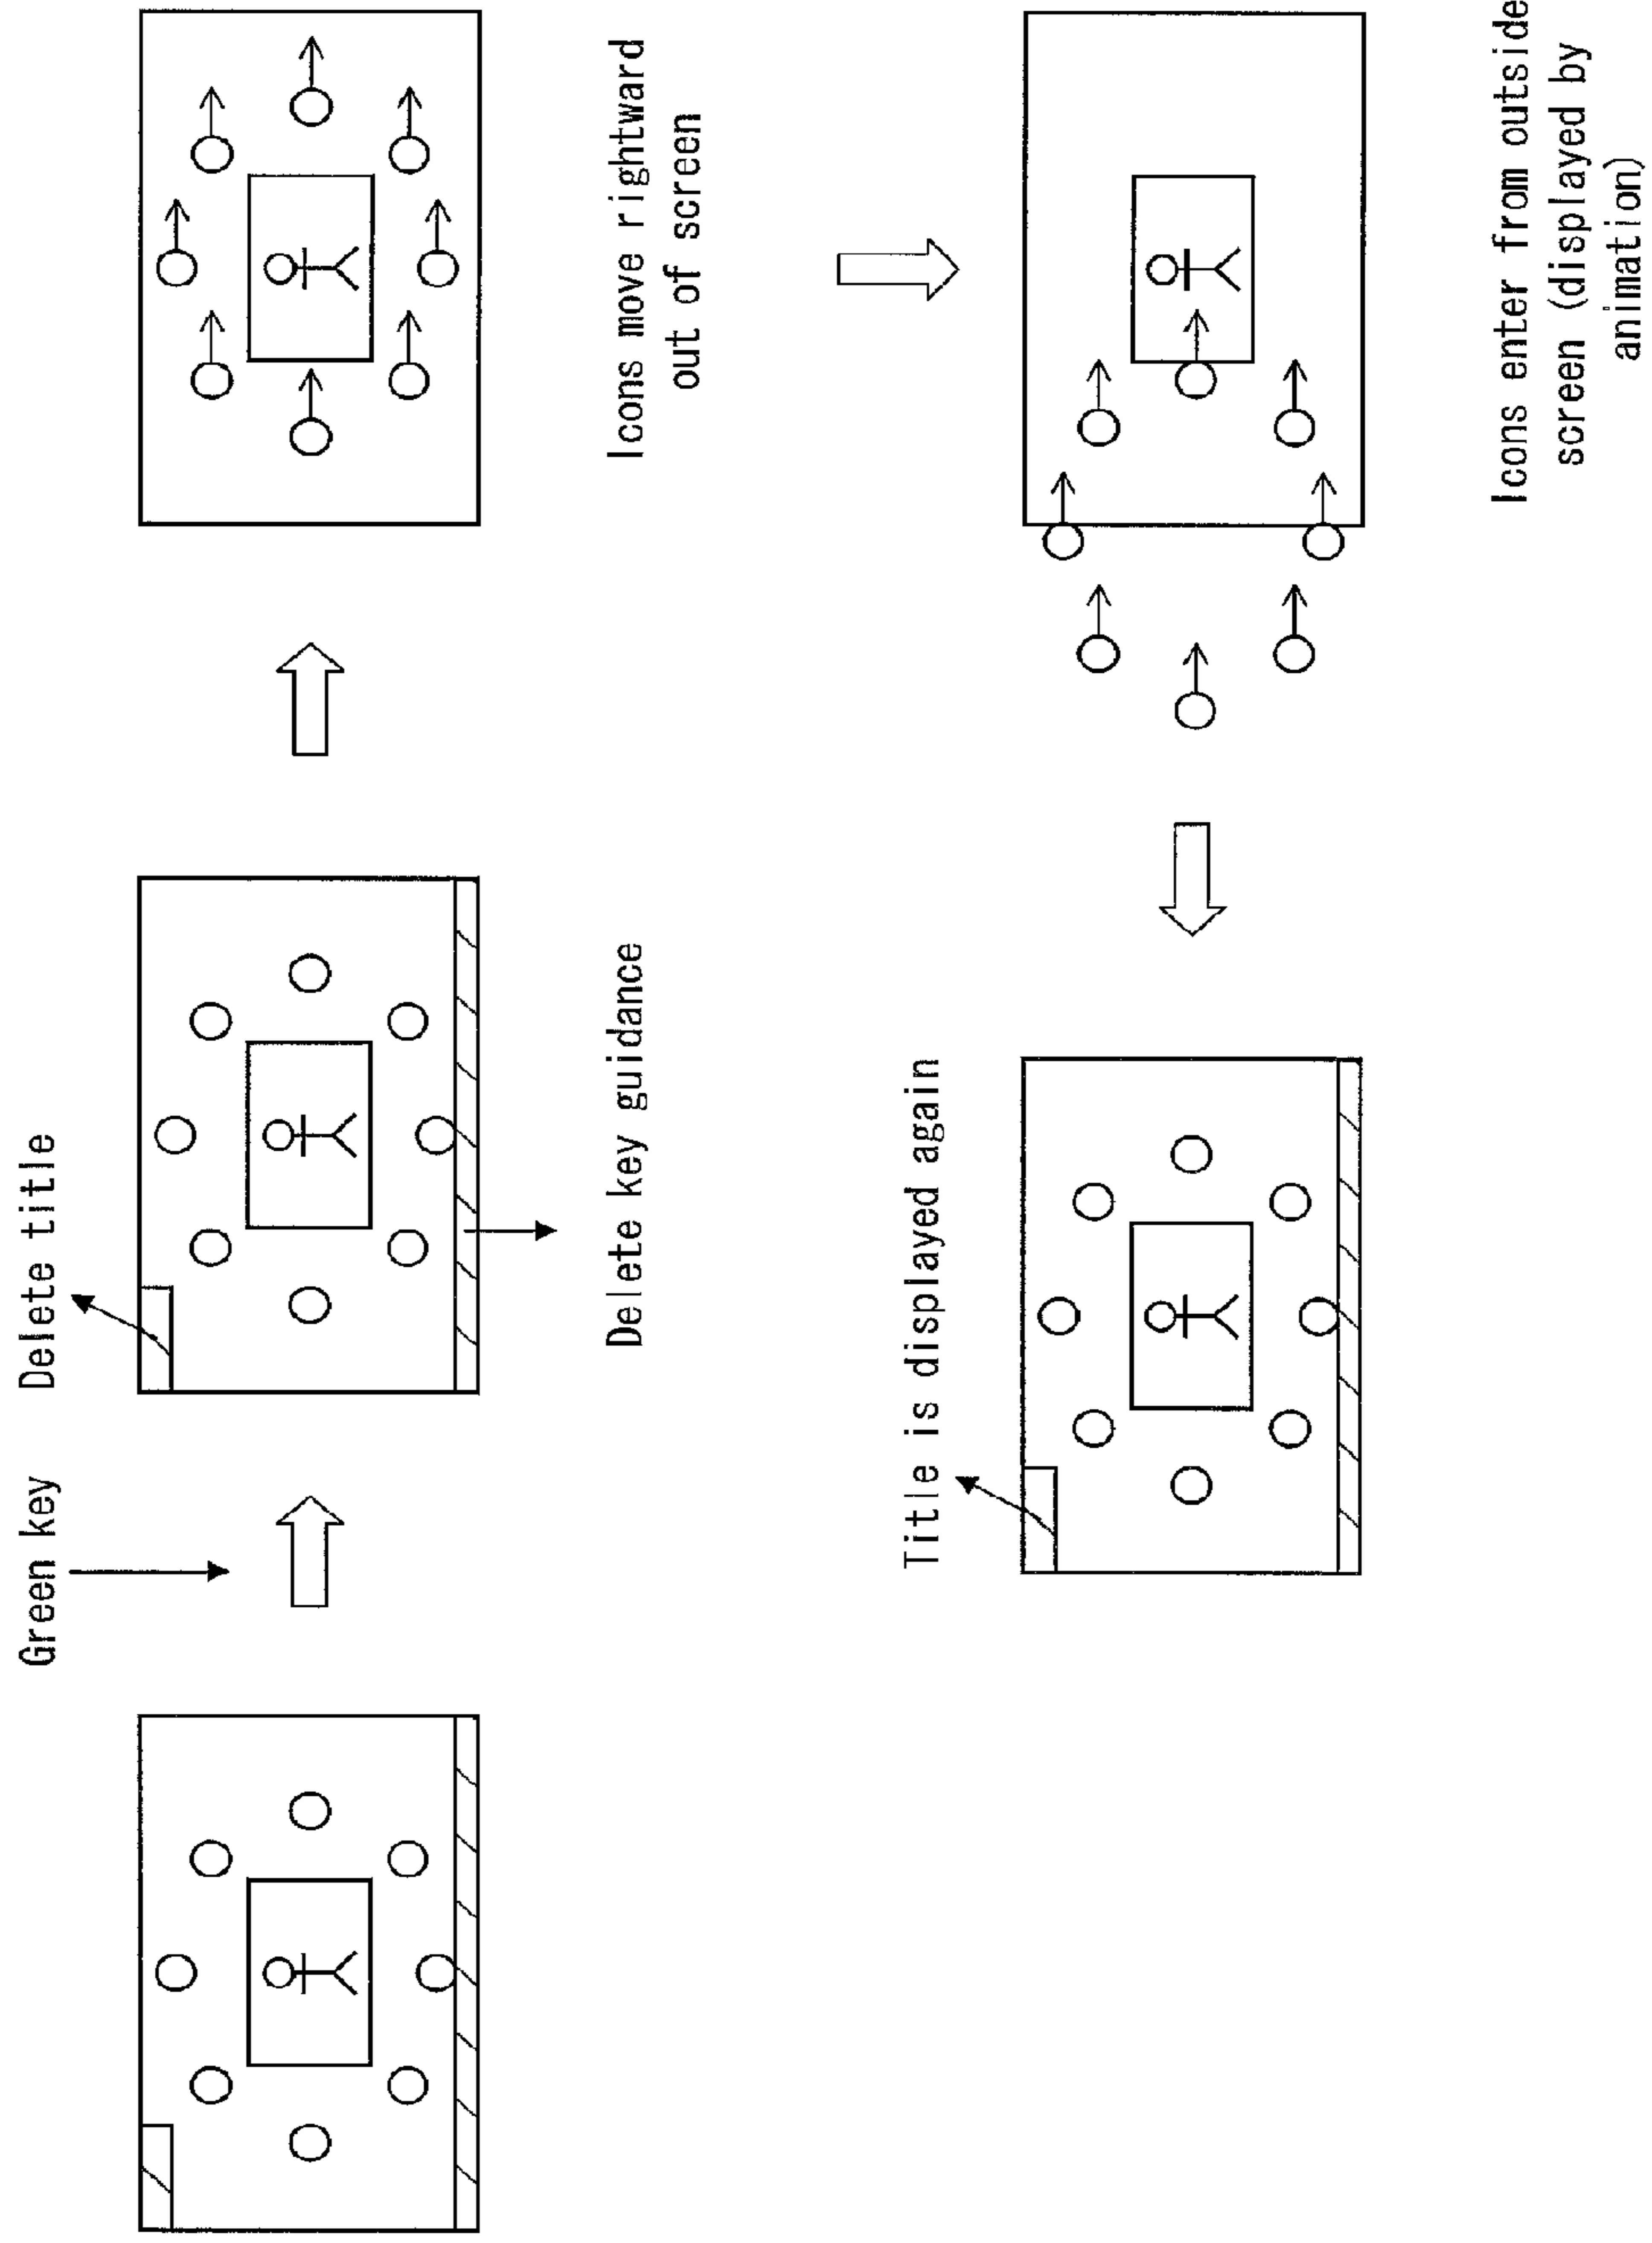 Green key
Delete title
Delete key guidance
Icons move rightward
out of screen
Icons enter from outside
screen (displayed by
animation)
Title is displayed again